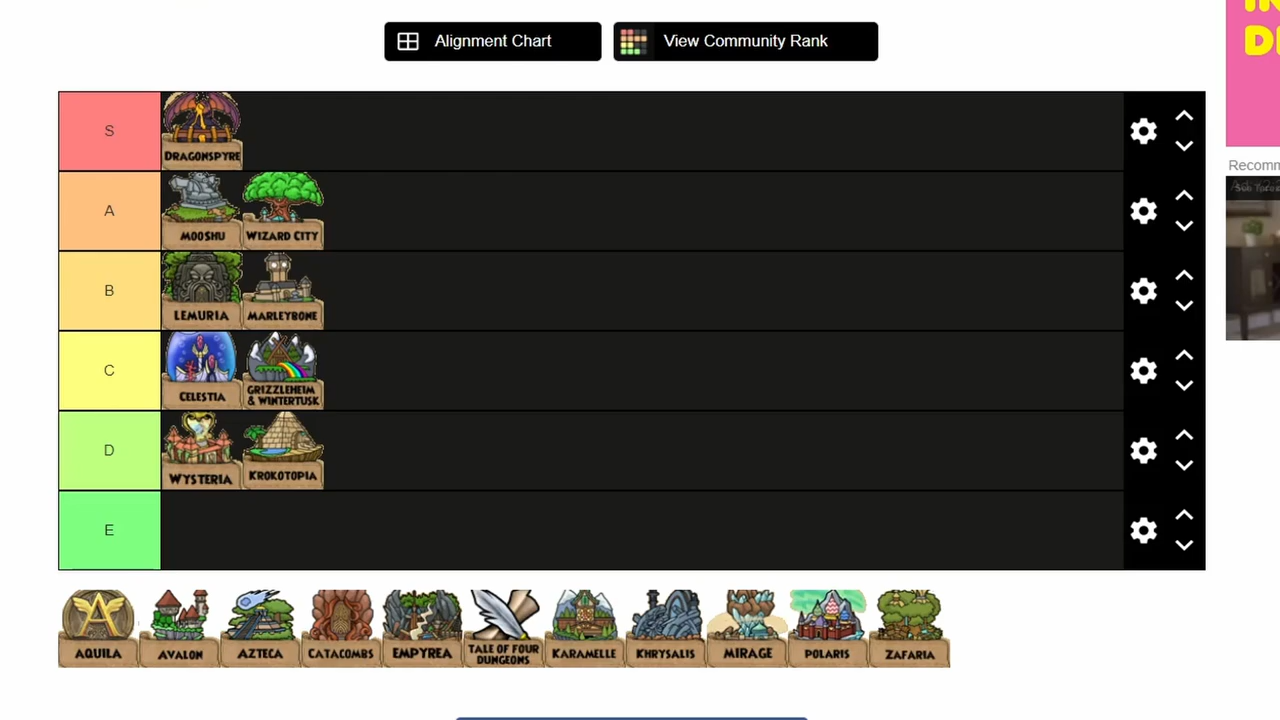 Alignment Chart
View Community Rank
S
DRAGONSPYRE
A
MOOSHU
WIZARD CITY
B
LEMURIA
MARLEYBONE
C
CELESTIA
GRIZZLEHEIM
& WINTERTUSK
D
WYSTERIA
KROKOTOPIA
E
AQUILA
AVALON
AZTECA
CATACOMBS
EMPYREA
TALE OF FOUR
DUNGEONS
KARAMELLE
KHRYSALIS
MIRAGE
POLARIS
ZAFARIA
Recomm